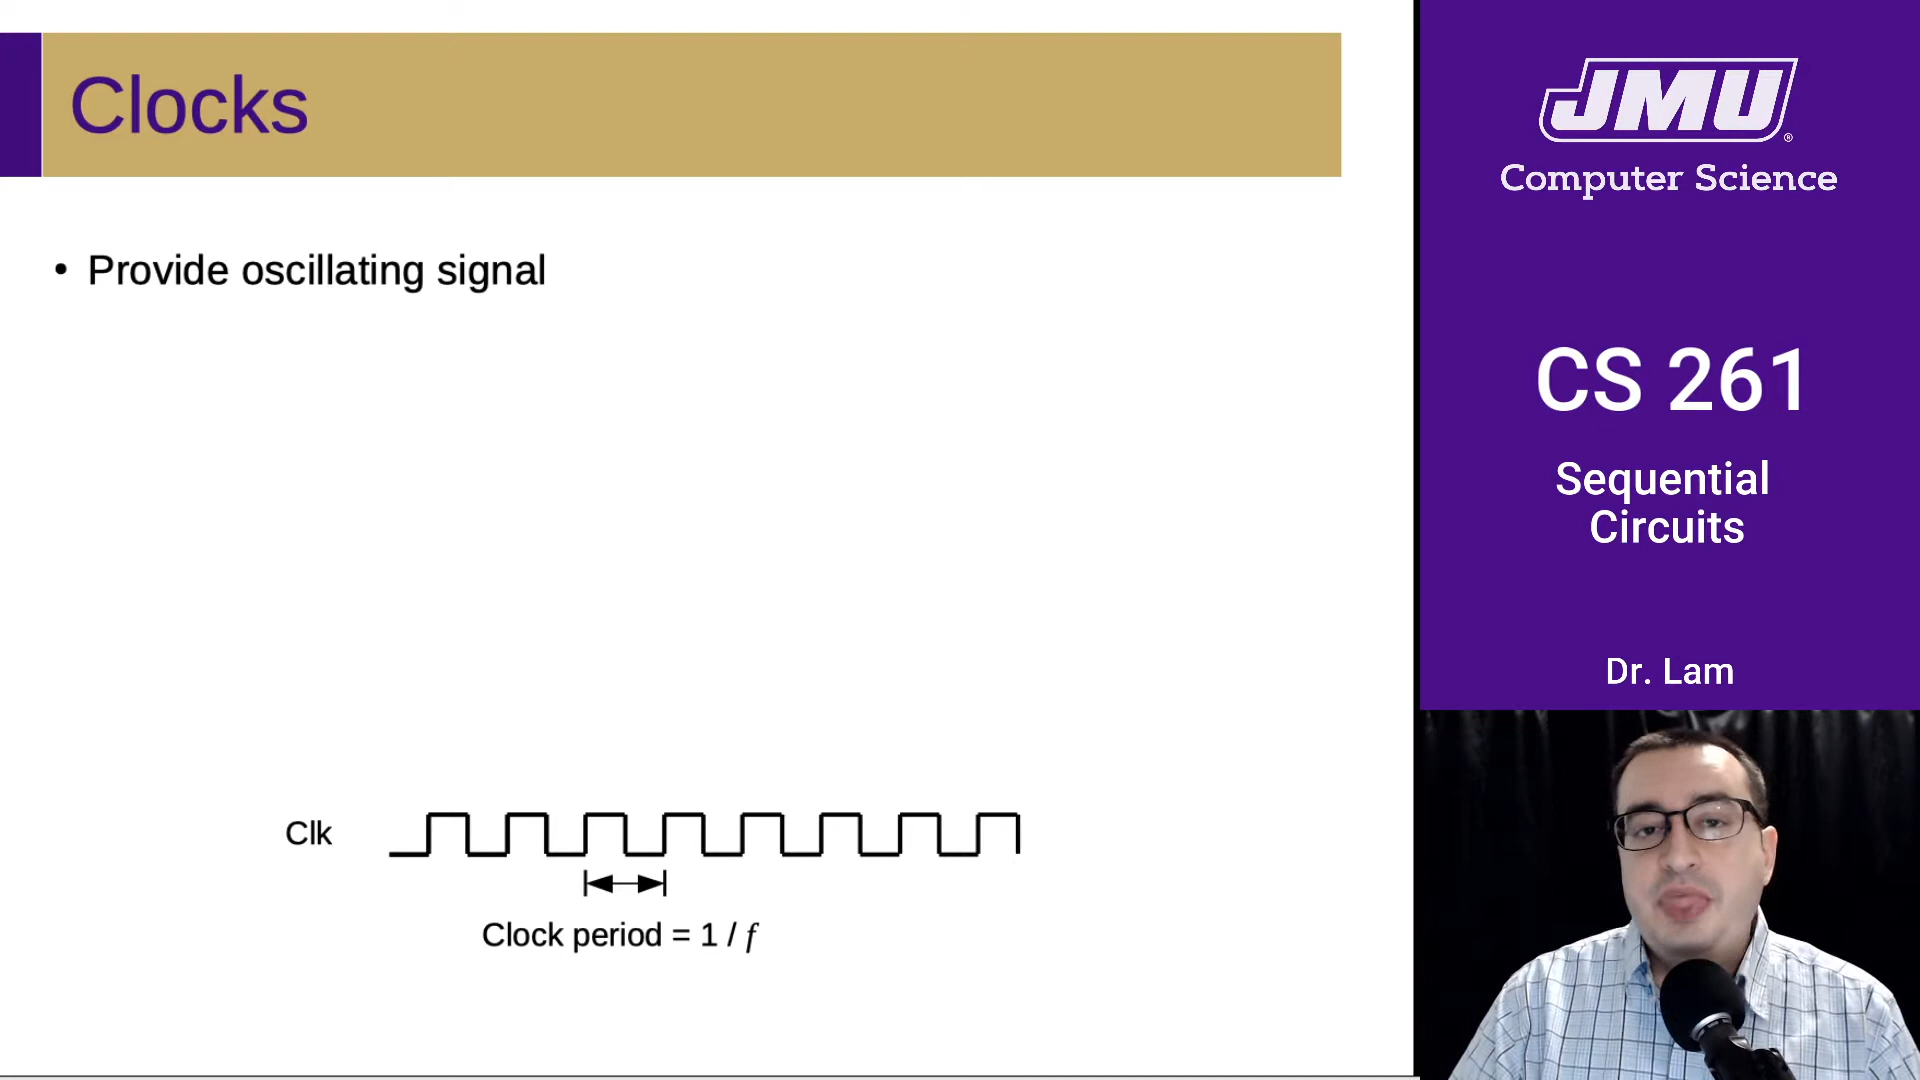 Clocks
• Provide oscillating signal
Clk
Clock period = 1 / f
JMU®
Computer Science
CS 261
Sequential
Circuits
Dr. Lam